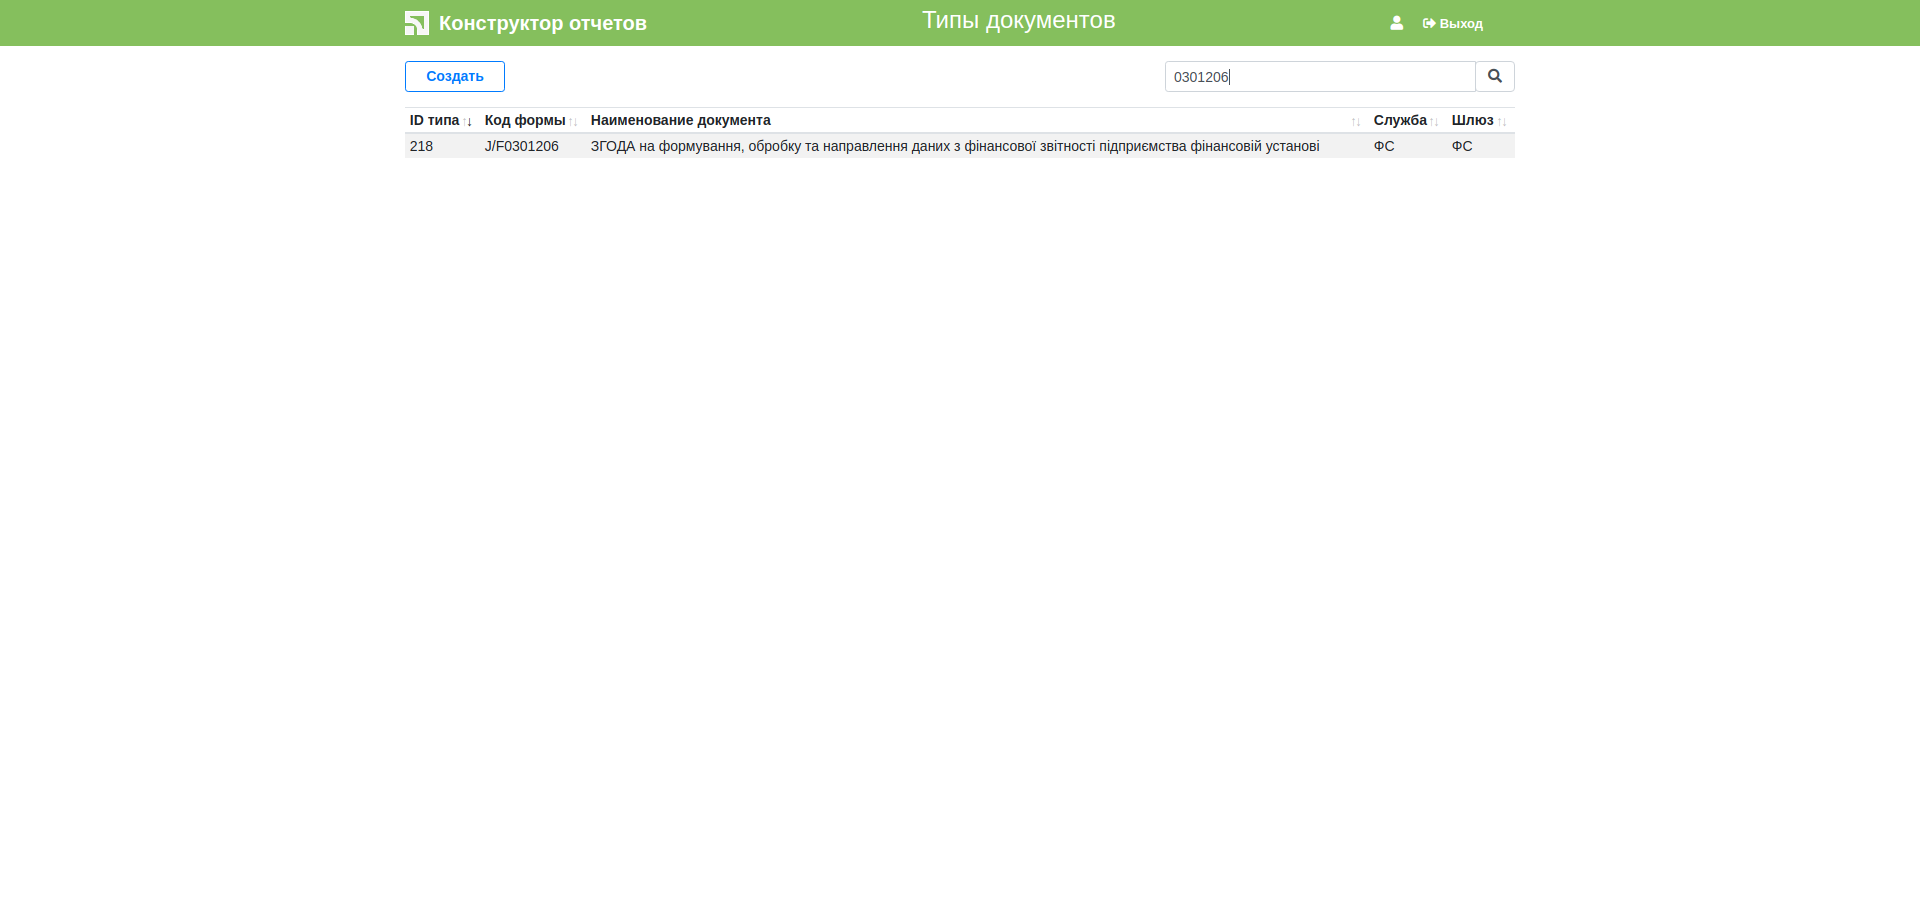 Конструктор отчетов
Типы документов
Выход
Создать
0301206
ID типа ↑↓ Код формы ↑↓ Наименование документа ↑↓ Служба ↑↓ Шлюз ↑↓
218 J/F0301206 ЗГОДА на формування, обробку та направлення даних з фінансової звітності підприємства фінансовій установі ФС ФС